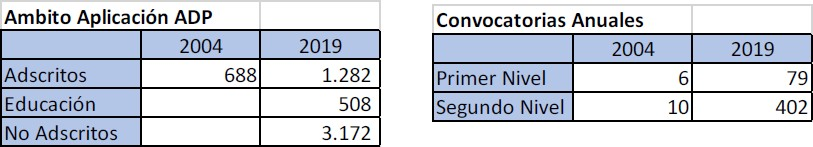 Ambito Aplicación ADP
2004 2019
Adscritos 688 1.282
Educación 508
No Adscritos 3.172
Convocatorias Anuales
2004 2019
Primer Nivel 6 79
Segundo Nivel 10 402